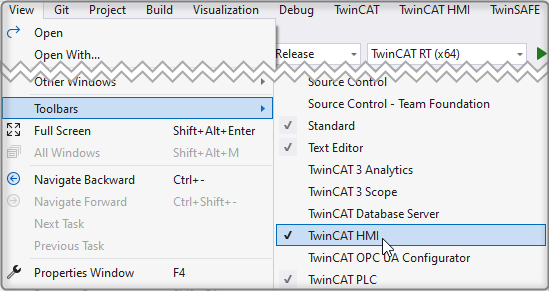 View Git Project Build Visualization Debug TwinCAT TwinCAT HMI TwinSAFE
Open
Open With...
Release
TwinCAT RT (x64)
Other Windows
Toolbars
Full Screen Shift+Alt+Enter
All Windows Shift+Alt+M
Navigate Backward Ctrl+-
Navigate Forward Ctrl+Shift+-
Next Task
Previous Task
Properties Window F4
Source Control
Source Control - Team Foundation
Standard
Text Editor
TwinCAT 3 Analytics
TwinCAT 3 Scope
TwinCAT Database Server
TwinCAT HMI
TwinCAT OPC UA Configurator
TwinCAT PLC